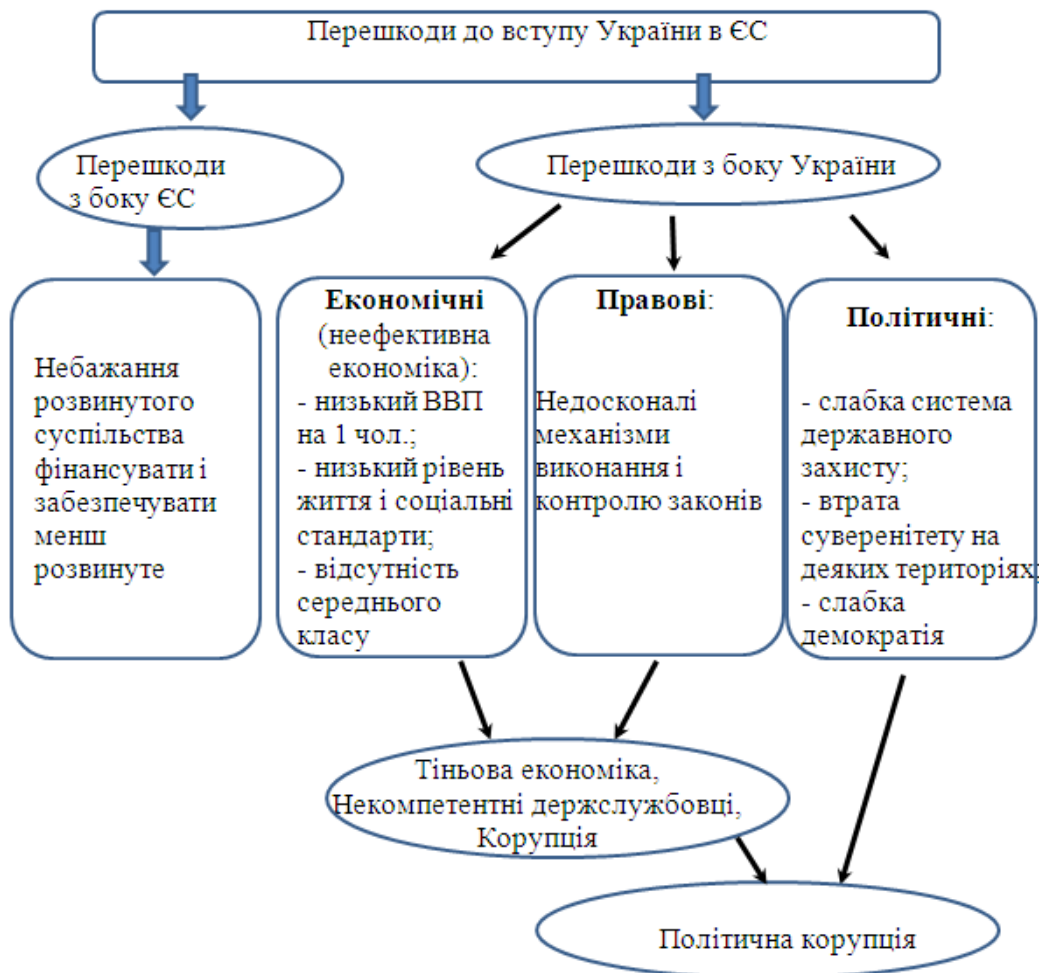 Перешкоди до вступу України в ЄС
Перешкоди
з боку ЄС
Перешкоди з боку України
Небажання
розвинутого
суспільства
фінансувати і
забезпечувати
менш
розвинуте
Економічні
(неефективна
економіка):
- низький ВВП
на 1 чол.;
- низький рівень
життя і соціальні
стандарти;
- відсутність
середнього
класу
Правові:
Недосконалі
механізми
виконання і
контролю законів
Політичні:
- слабка система
державного
захисту;
- втрата
суверенітету на
деяких територіях;
- слабка
демократія
Тіньова економіка,
Некомпетентні держслужбовці,
Корупція
Політична корупція